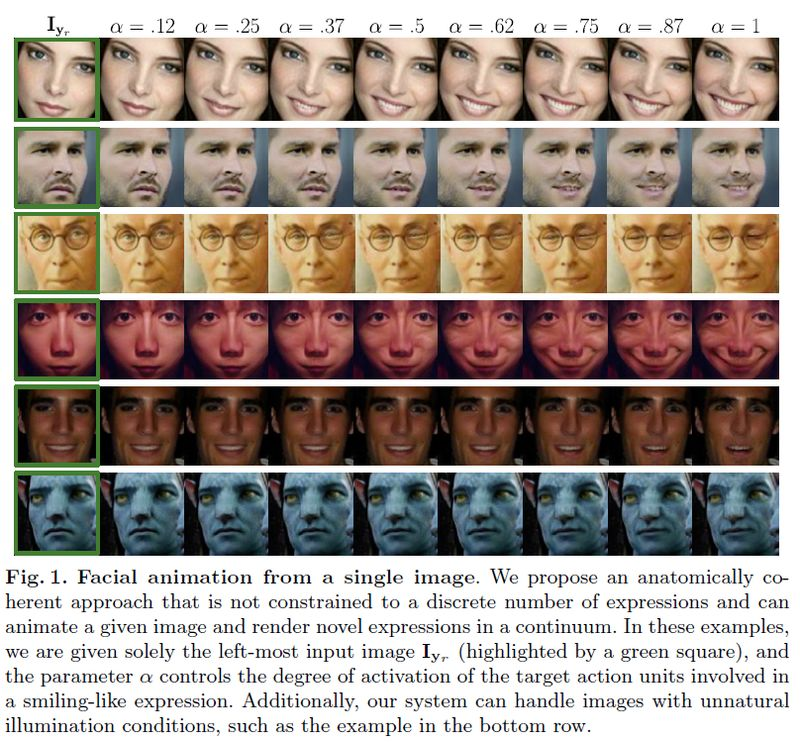 I_{y_r} α = .12 α = .25 α = .37 α = .5 α = .62 α = .75 α = .87 α = 1
Fig. 1. Facial animation from a single image. We propose an anatomically co-
herent approach that is not constrained to a discrete number of expressions and can
animate a given image and render novel expressions in a continuum. In these examples,
we are given solely the left-most input image I_{y_r} (highlighted by a green square), and
the parameter α controls the degree of activation of the target action units involved in
a smiling-like expression. Additionally, our system can handle images with unnatural
illumination conditions, such as the example in the bottom row.